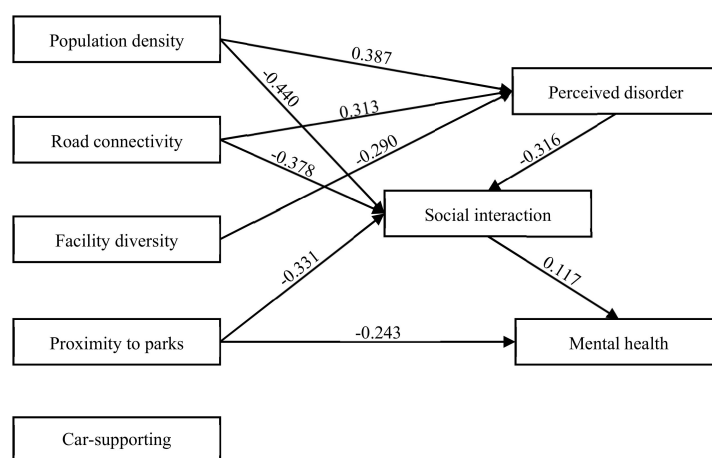 Population density
0.387
-0.440
Perceived disorder
Road connectivity
0.313
-0.378
-0.290
-0.316
Facility diversity
Social interaction
-0.331
0.117
Proximity to parks
-0.243
Mental health
Car-supporting